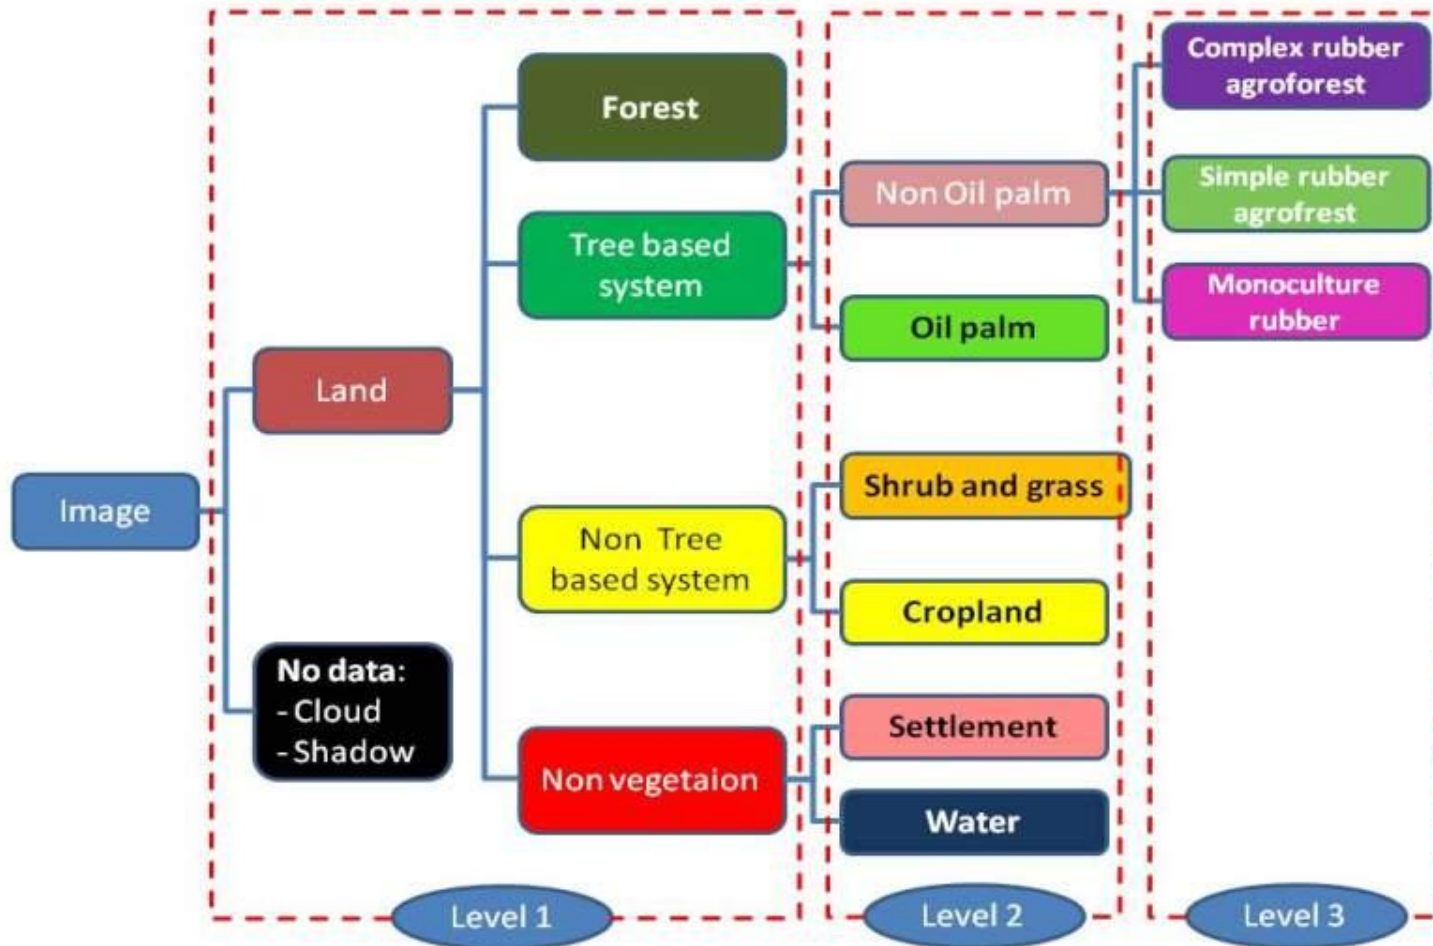 Image
Land
No data:
- Cloud
- Shadow
Forest
Tree based
system
Non Tree
based system
Non vegetaion
Level 1
Non Oil palm
Oil palm
Shrub and grass
Cropland
Settlement
Water
Level 2
Complex rubber
agroforest
Simple rubber
agrofrest
Monoculture
rubber
Level 3